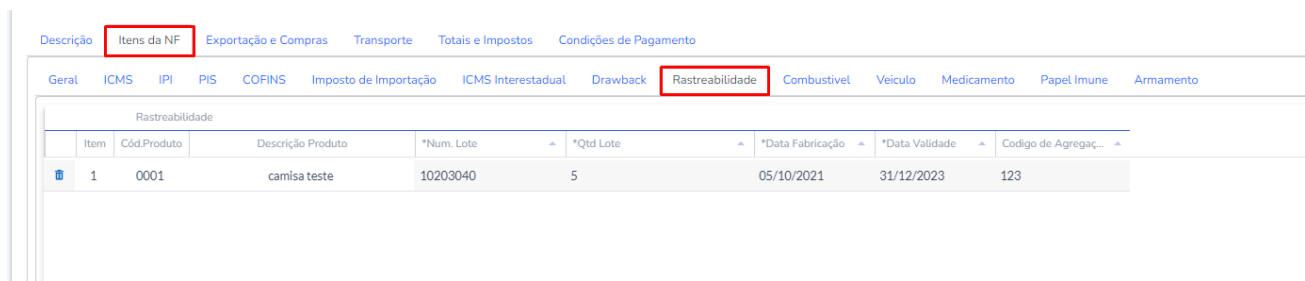 Descrição Itens da NF Exportação e Compras Transporte Totais e Impostos Condições de Pagamento
Geral ICMS IPI PIS COFINS Imposto de Importação ICMS Interestadual Drawback Rastreabilidade Combustivel Veiculo Medicamento Papel Imune Armamento
Rastreabilidade
Item Cód.Produto Descrição Produto *Num. Lote *Qtd Lote *Data Fabricação *Data Validade Codigo de Agregaç...
1 0001 camisa teste 10203040 5 05/10/2021 31/12/2023 123